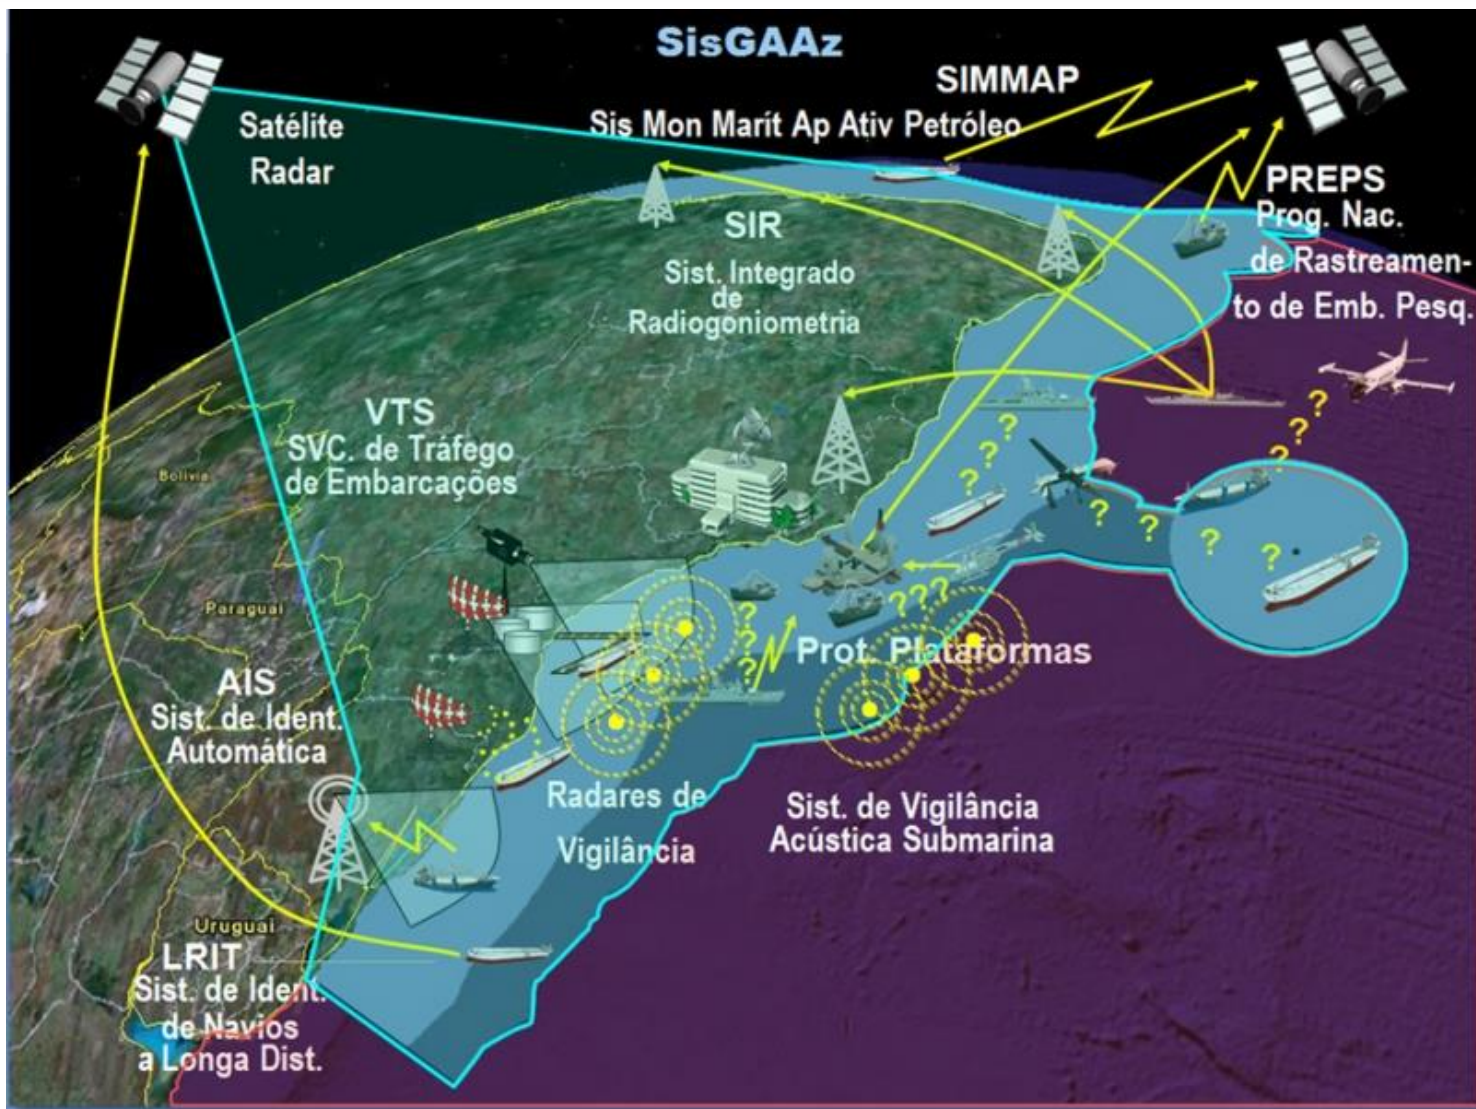 SisGAAz
SIMMAP
Sis Mon Marít Ap Ativ Petróleo
Satélite
Radar
PREPS
Prog. Nac.
de Rastreamen-
to de Emb. Pesq.
SIR
Sist. Integrado
de
Radiogoniometria
VTS
SVC. de Tráfego
de Embarcações
Bolívia
?
?
?
?
?
?
?
?
?
?
?
Paraguai
???
?
?
?
Prot. Plataformas
AIS
Sist. de Ident.
Automática
Radares de
Vigilância
Sist. de Vigilância
Acústica Submarina
Uruguai
LRIT
Sist. de Ident.
de Navios
a Longa Dist.